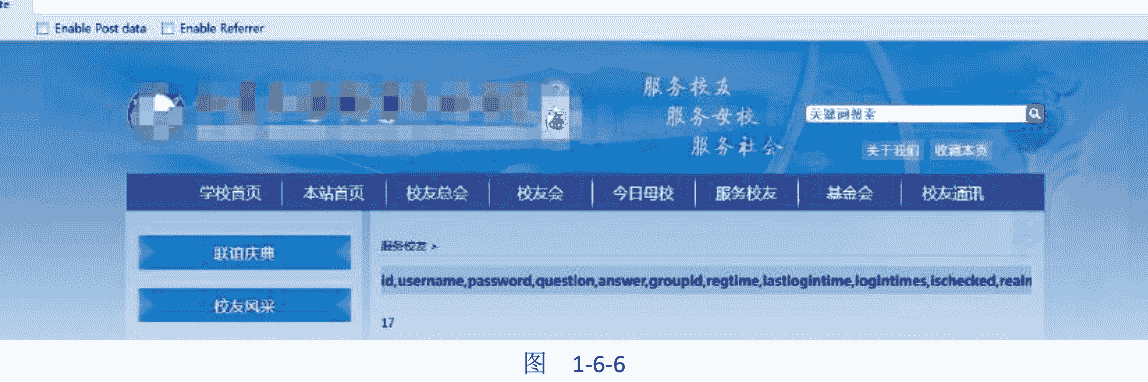 te
Enable Post data Enable Referrer
服务校友
服务母校
服务社会
关键词搜索
关于我们 收藏本页
学校首页 本站首页 校友总会 校友会 今日母校 服务校友 基金会 校友通讯
联谊庆典
校友风采
服务校友 >
id,username,password,question,answer,groupid,regtime,lastlogintime,logintimes,ischecked,realn
17
图 1-6-6